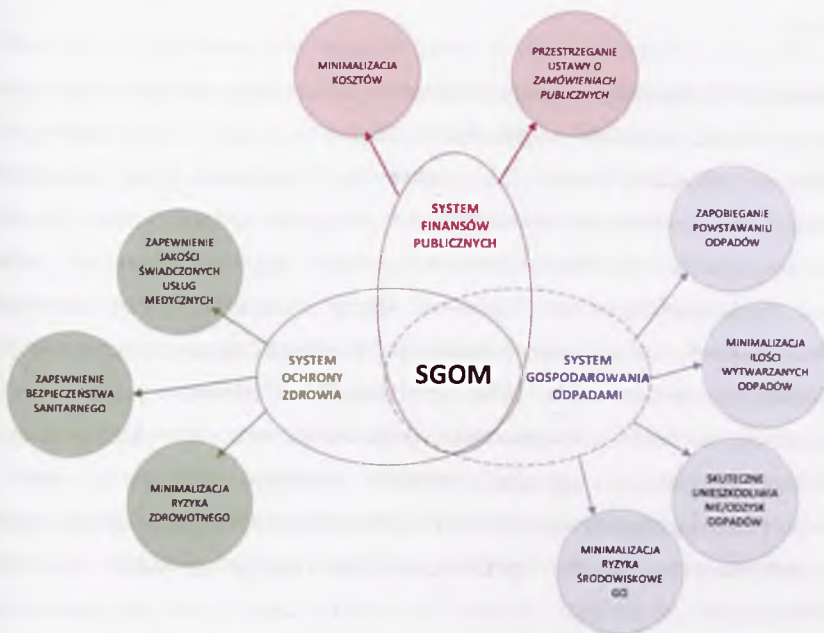 MINIMALIZACJA
KOSZTÓW
PRZESTRZEGANIE
USTAWY O
ZAMÓWIENIACH
PUBLICZNYCH
SYSTEM
FINANSÓW
PUBLICZNYCH
ZAPOBIEGANIE
POWSTAWANIU
ODPADÓW
ZAPEWNIENIE
JAKOŚCI
ŚWIADCZONYCH
USŁUG
MEDYCZNYCH
MINIMALIZACJA
ILOŚCI
WYTWARZANYCH
ODPADÓW
SYSTEM
OCHRONY
ZDROWIA
SGOM
SYSTEM
GOSPODAROWANIA
ODPADAMI
ZAPEWNIENIE
BEZPIECZEŃSTWA
SANITARNEGO
SKUTECZNE
UNIESZKODLIWIA
NIE/ODZYSK
ODPADÓW
MINIMALIZACJA
RYZYKA
ZDROWOTNEGO
MINIMALIZACJA
RYZYKA
ŚRODOWISKOWE
GO